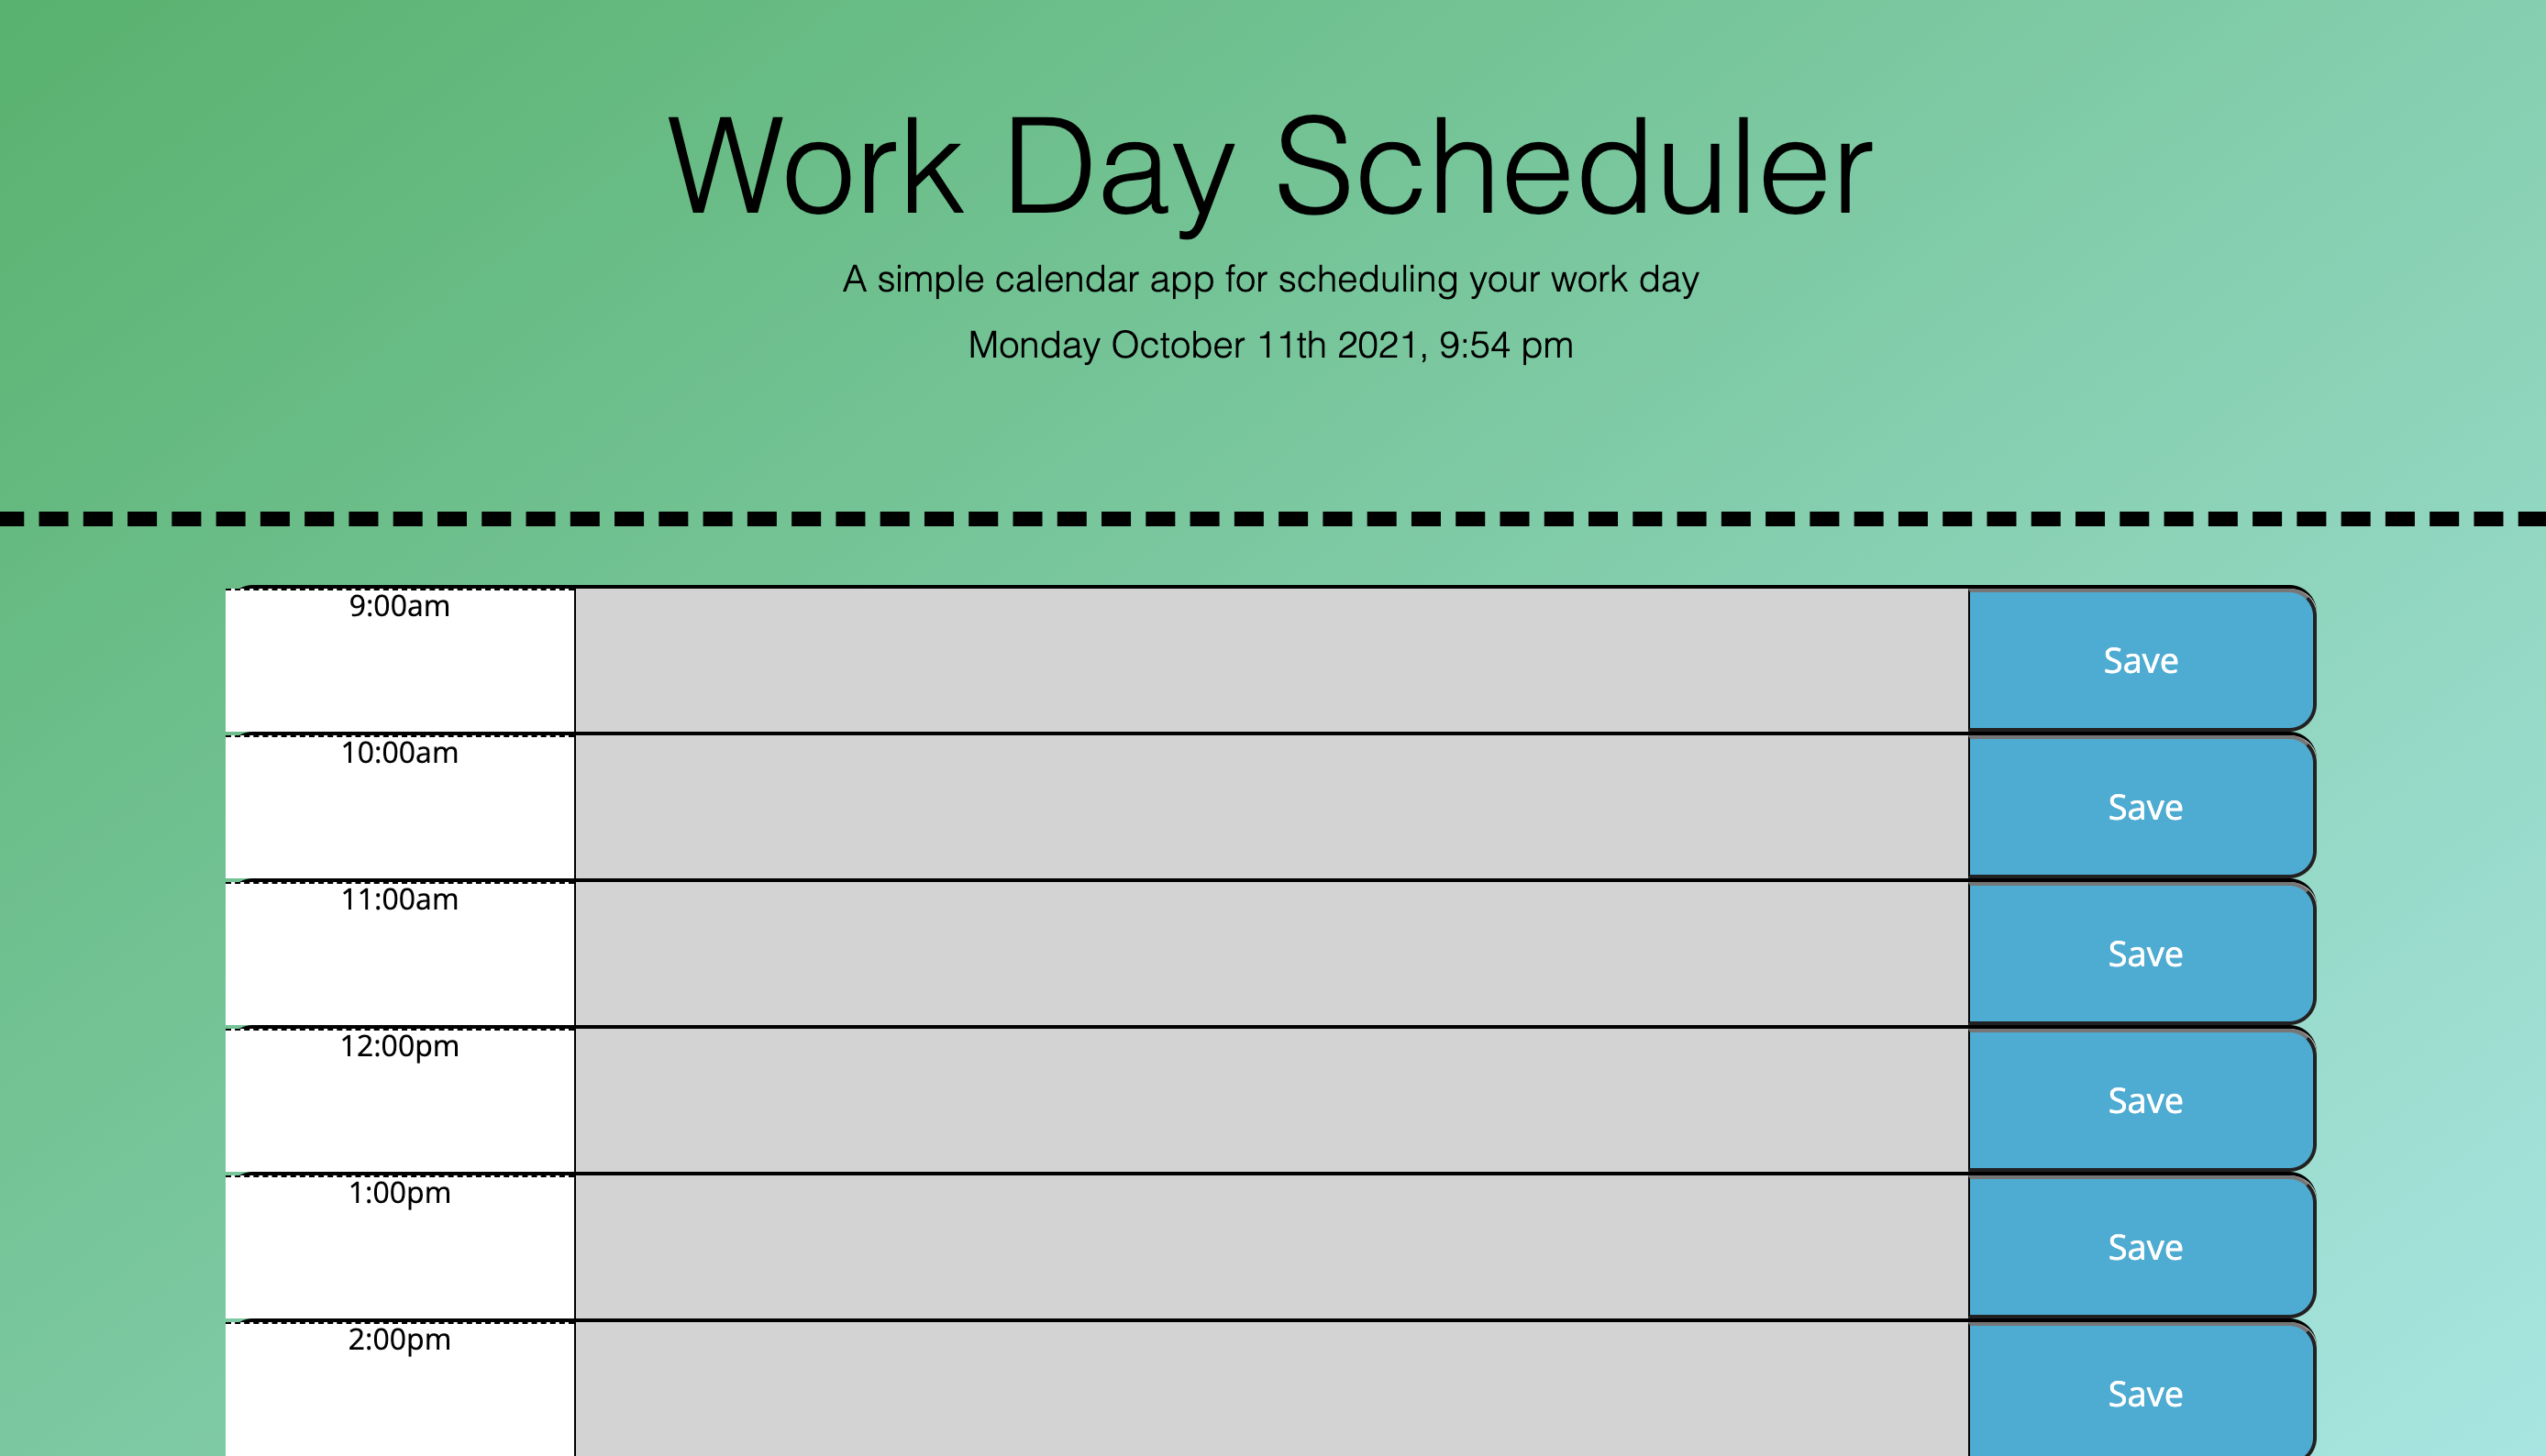 Work Day Scheduler
A simple calendar app for scheduling your work day
Monday October 11th 2021, 9:54 pm
9:00am
Save
10:00am
Save
11:00am
Save
12:00pm
Save
1:00pm
Save
2:00pm
Save